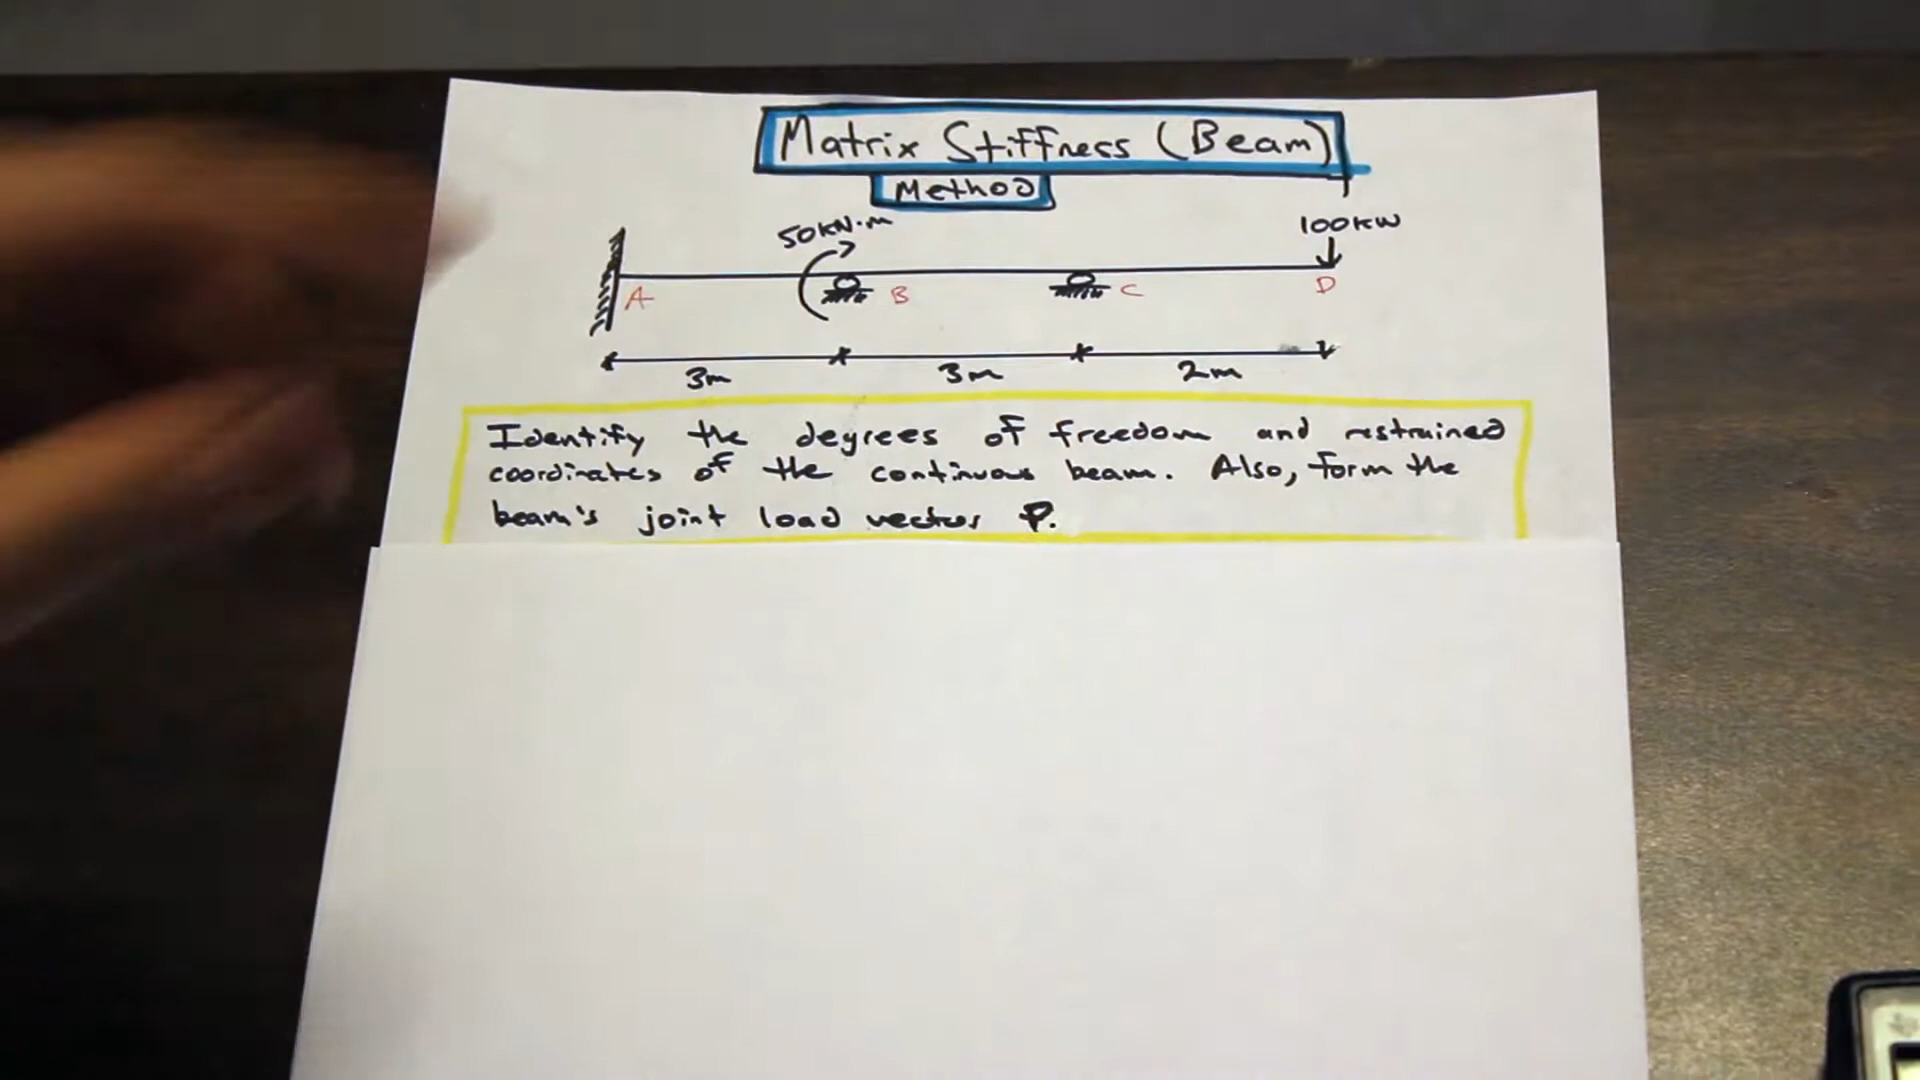 Matrix Stiffness (Beam)
Method
50kN·m
100kN
A
B
C
D
3m
3m
2m
Identify the degrees of freedom and restrained
coordinates of the continuous beam. Also, form the
beam's joint load vector P.